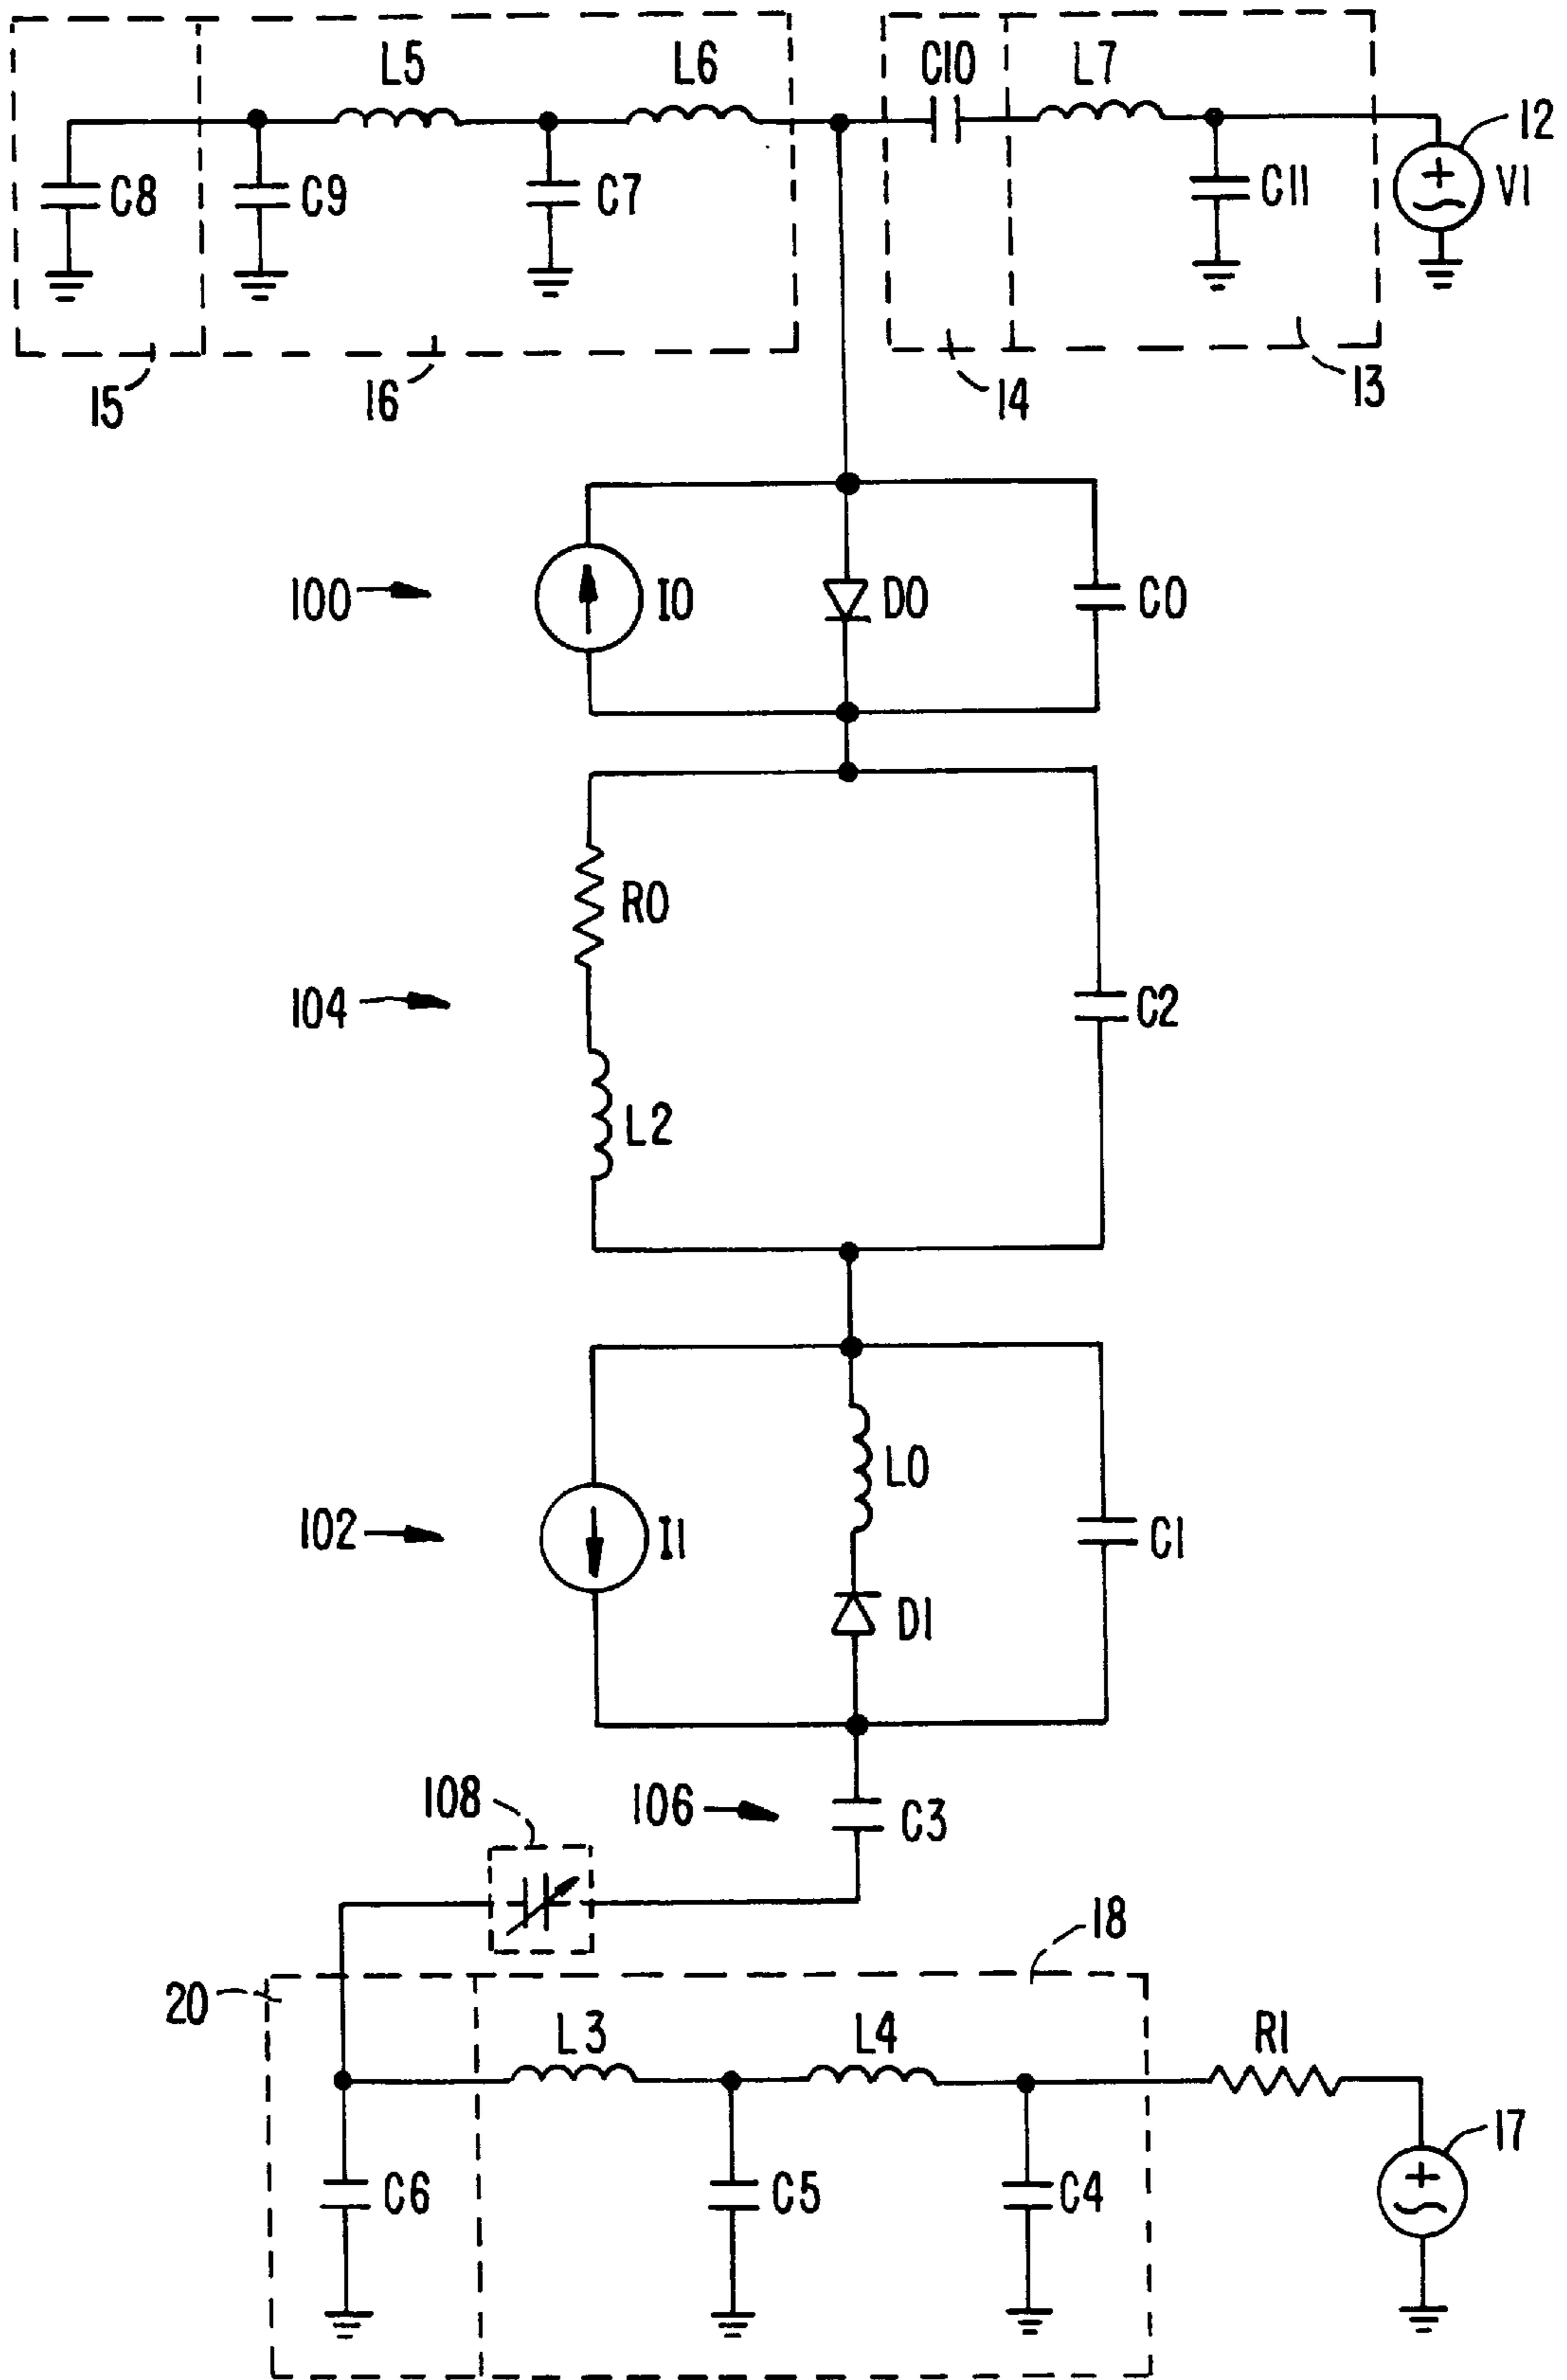 L5 L6 C10 L7
12
C8 C9 C7 C11 V1
15 16 14 13
100 I0 D0 C0
R0
104 C2
L2
L0
102 I1 C1
D1
108 106 C3
18
20 L3 L4 R1
17
C6 C5 C4